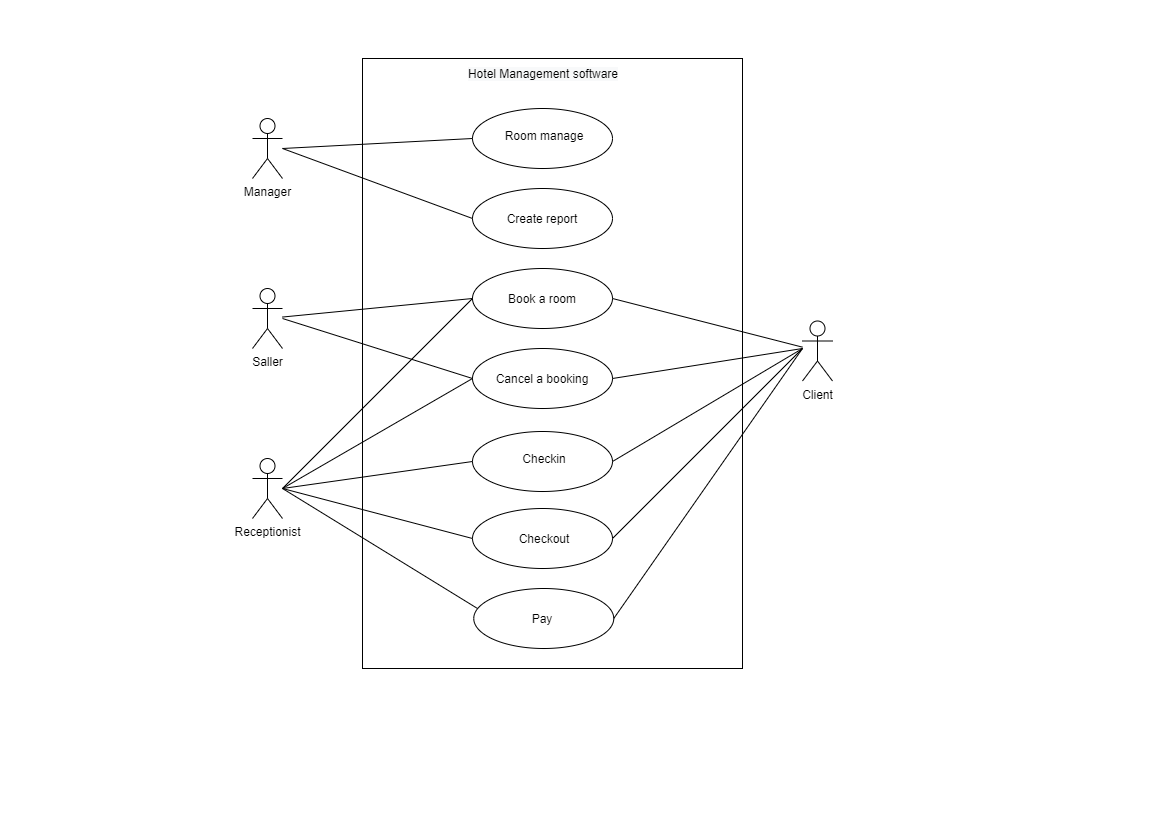 Hotel Management software
Room manage
Manager
Create report
Book a room
Saller
Cancel a booking
Client
Checkin
Receptionist
Checkout
Pay